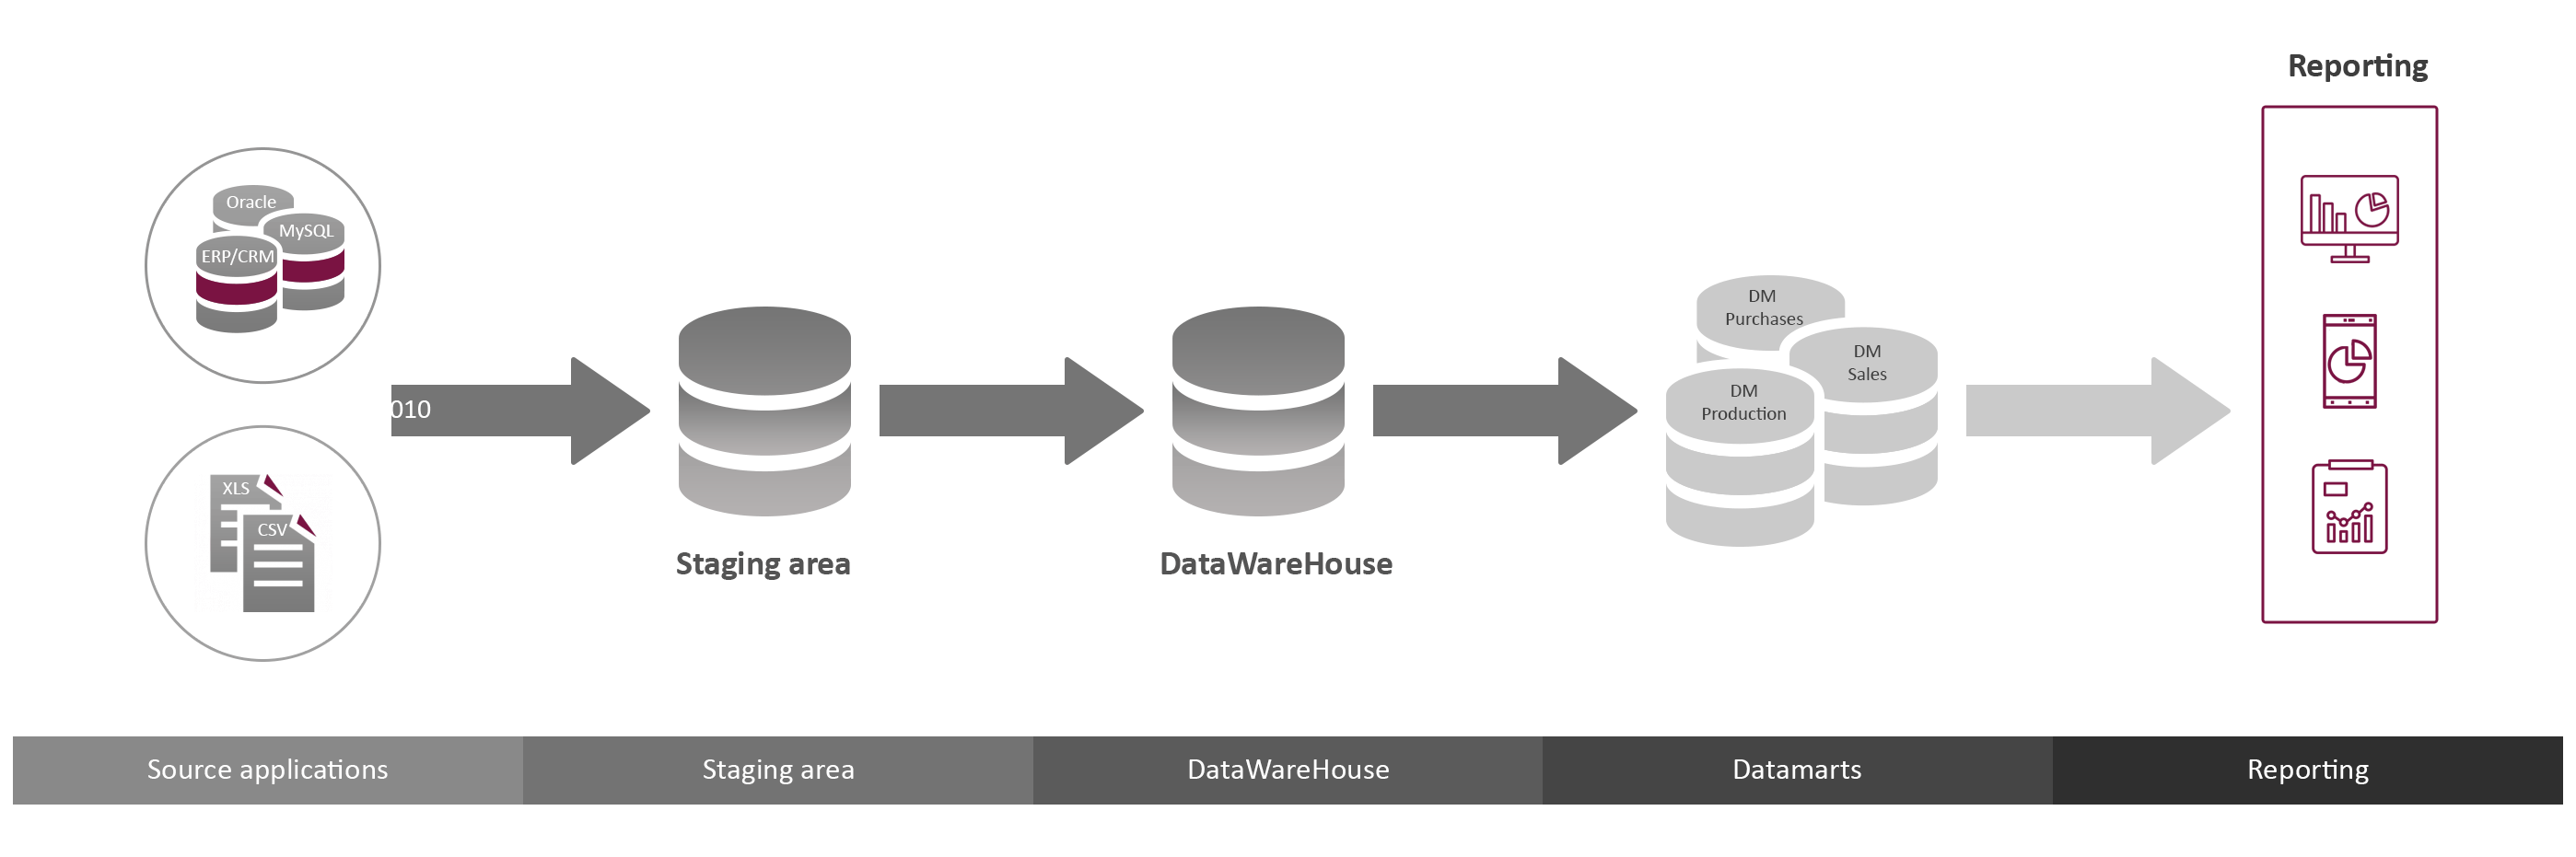 Reporting
Oracle
MySQL
ERP/CRM
XLS
CSV
010
Staging area
DataWareHouse
DM
Purchases
DM
Sales
DM
Production
Source applications
Staging area
DataWareHouse
Datamarts
Reporting